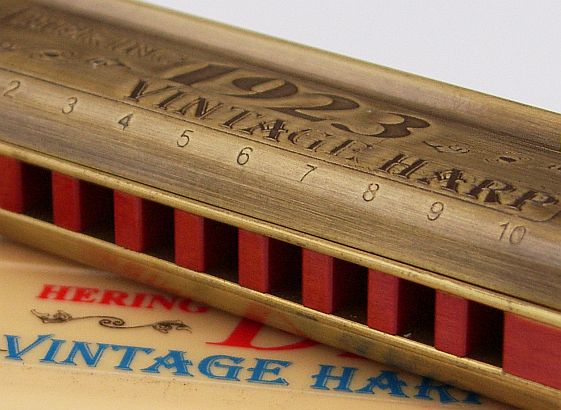 HERING
1923
VINTAGE HARP
2 3 4 5 6 7 8 9 10
HERING
VINTAGE HARP